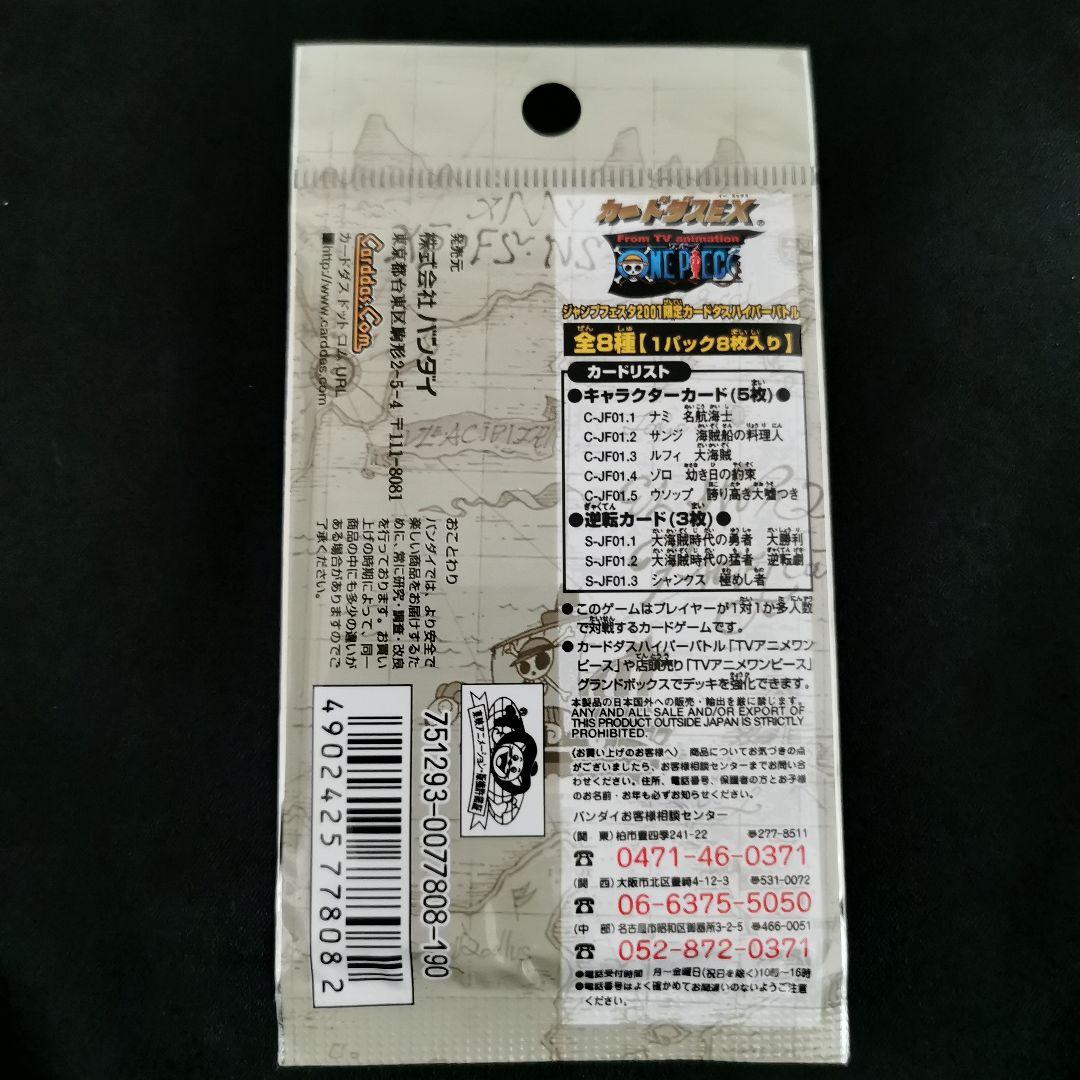 カードダスEX®
From TV animation
ONE PIECE
ジャンプフェスタ2001限定カードダスハイパーバトル
全8種【1パック8枚入り】
カードリスト
●キャラクターカード(5枚)●
C-JF01.1 ナミ 名航海士
C-JF01.2 サンジ 海賊船の料理人
C-JF01.3 ルフィ 大海賊
C-JF01.4 ゾロ 幼き日の約束
C-JF01.5 ウソップ 誇り高き大嘘つき
●逆転カード(3枚)●
S-JF01.1 大海賊時代の勇者 大勝利
S-JF01.2 大海賊時代の猛者 逆転劇
S-JF01.3 シャンクス 極めし者
●このゲームはプレイヤーが1対1か多人数
で対戦するカードゲームです。
●カードダスハイパーバトル「TVアニメワン
ピース」や店頭売り「TVアニメワンピース」
グランドボックスでデッキを強化できます。
本製品の日本国外への販売・輸出を厳に禁じます。
ANY AND ALL SALE AND/OR EXPORT OF
THIS PRODUCT OUTSIDE JAPAN IS STRICTLY
PROHIBITED.
〈お買い上げのお客様へ〉商品についてお気づきの点
がございましたら、お客様相談センターまでお問い合
わせください。住所、電話番号、保護者の方とお子様
のお名前・お年も必ずお知らせください。
バンダイお客様相談センター
(関 東)柏市豊四季241-22 〠277-8511
☎ 0471-46-0371
(関 西)大阪市北区豊崎4-12-3 〠531-0072
☎ 06-6375-5050
(中 部)名古屋市昭和区御器所3-2-5 〠466-0051
☎ 052-872-0371
●電話受付時間 月〜金曜日(祝日を除く)10時〜16時
●電話番号はよく確かめてお間違いのないようご注意
ください。
発売元
株式会社 バンダイ
東京都台東区駒形2-5-4 〒111-8081
Carddas.Com
カードダス ドット コム URL
■http://www.carddas.com
おことわり
バンダイでは、より安全で
楽しい商品をお届けするた
めに、常に研究・調査・改良
を行っております。お買い
上げの時期によって、同一
商品の中にも多少の違いが
ある場合がありますのでご
了承ください。
東映アニメーション・版権許諾証
751293-0077808-190
4902425778082